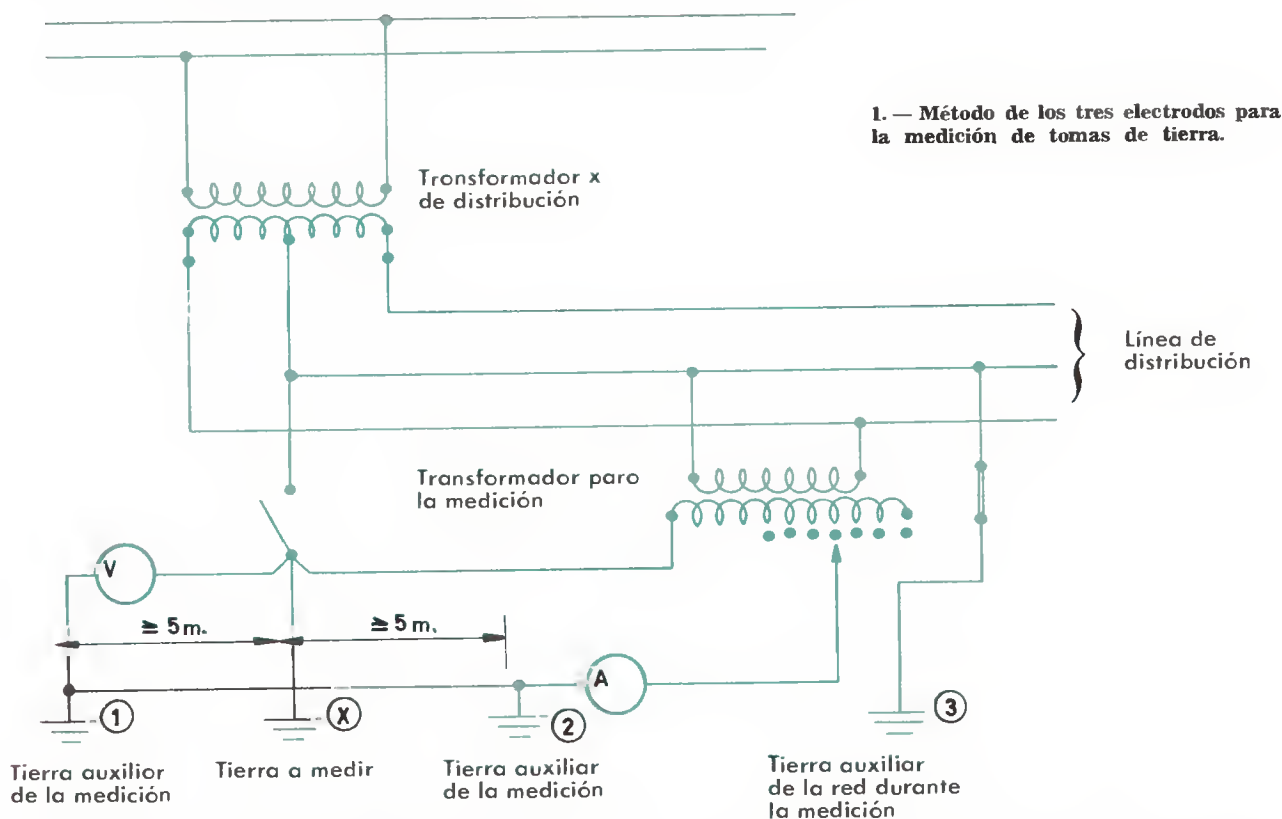 1. — Método de los tres electrodos para
la medición de tomas de tierra.
Tronsformador x
de distribución
Línea de
distribución
Transformador paro
la medición
V
≧ 5 m.
≧ 5 m.
A
1
X
2
3
Tierra auxilior
de la medición
Tierra a medir
Tierra auxiliar
de la medición
Tierra auxiliar
de la red durante
la medición